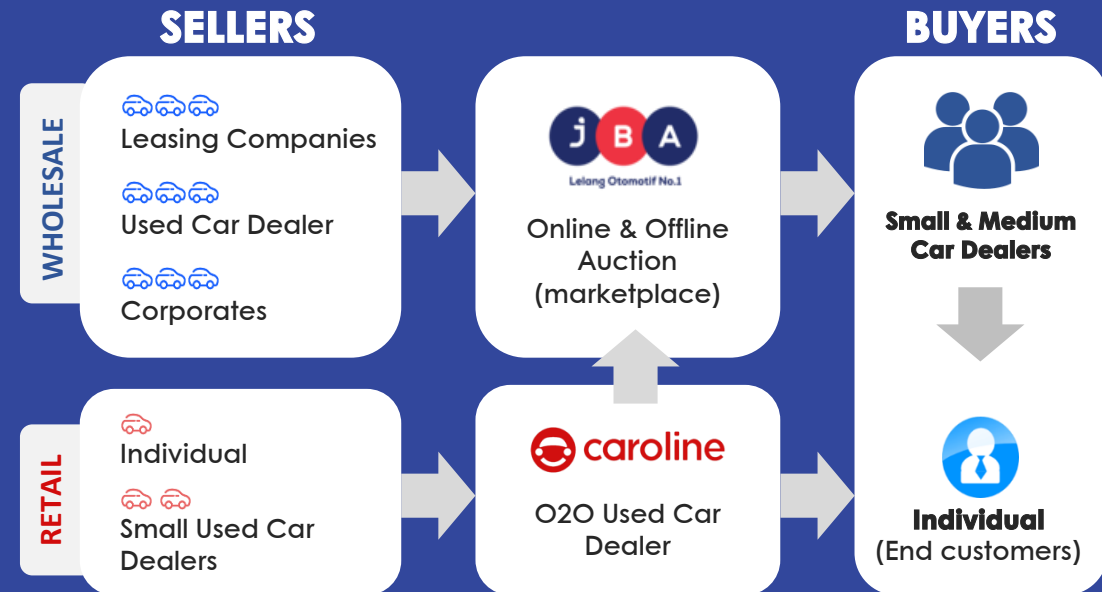 SELLERS
BUYERS
WHOLESALE
Leasing Companies
Used Car Dealer
Corporates
JBA
Lelang Otomotif No.1
Online & Offline
Auction
(marketplace)
Small & Medium
Car Dealers
RETAIL
Individual
Small Used Car
Dealers
caroline
O2O Used Car
Dealer
Individual
(End customers)